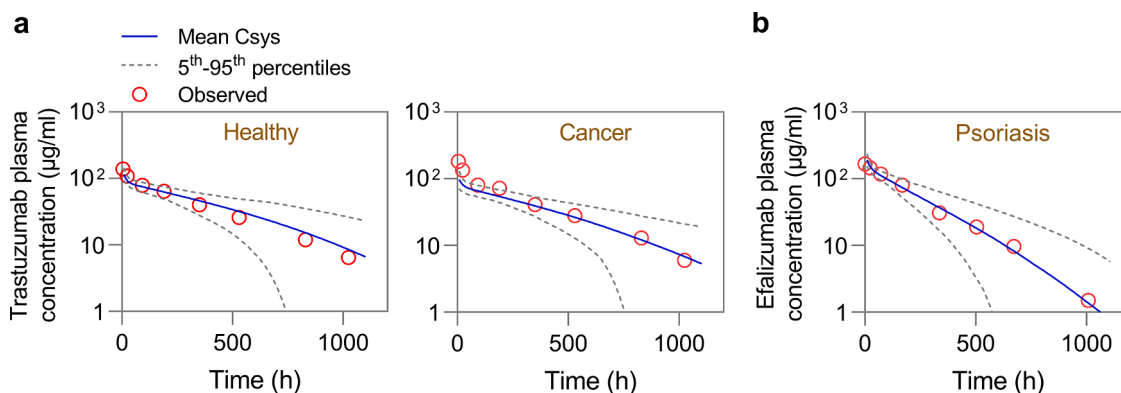 a
Mean Csys
5th-95th percentiles
Observed
b
Trastuzumab plasma
concentration (µg/ml)
10³
10²
10
1
Healthy
0
500
1000
Time (h)
10³
10²
10
1
Cancer
0
500
1000
Time (h)
Efalizumab plasma
concentration (µg/ml)
10³
10²
10
1
Psoriasis
0
500
1000
Time (h)